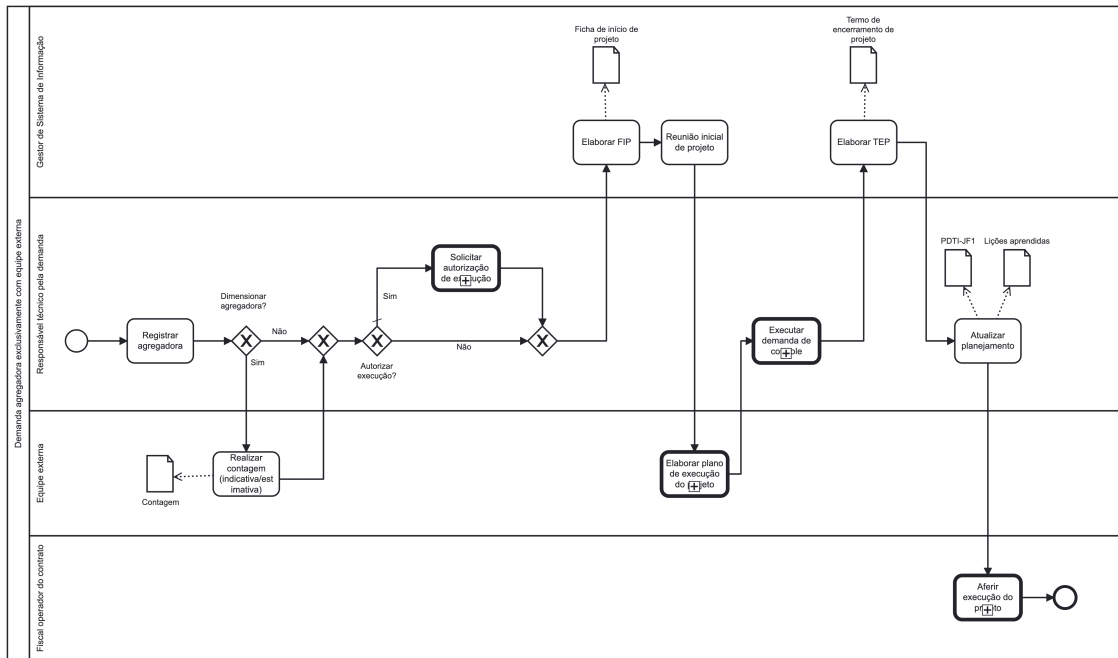 Demanda agregadora exclusivamente com equipe externa
Gestor de Sistema de Informação
Ficha de início de
projeto
Termo de
encerramento de
projeto
Elaborar FIP
Reunião inicial
de projeto
Elaborar TEP
Responsável técnico pela demanda
Solicitar
autorização
PDTI-JF1
Lições aprendidas
Dimensionar
agregadora?
Sim
Registrar
agregadora
Não
Não
Executar
demanda de
Atualizar
planejamento
Sim
Autorizar
execução?
Equipe externa
Realizar
contagem
(indicativa/est
imativa)
Contagem
Elaborar plano
de execução
Fiscal operador do contrato
Aferir
execução do